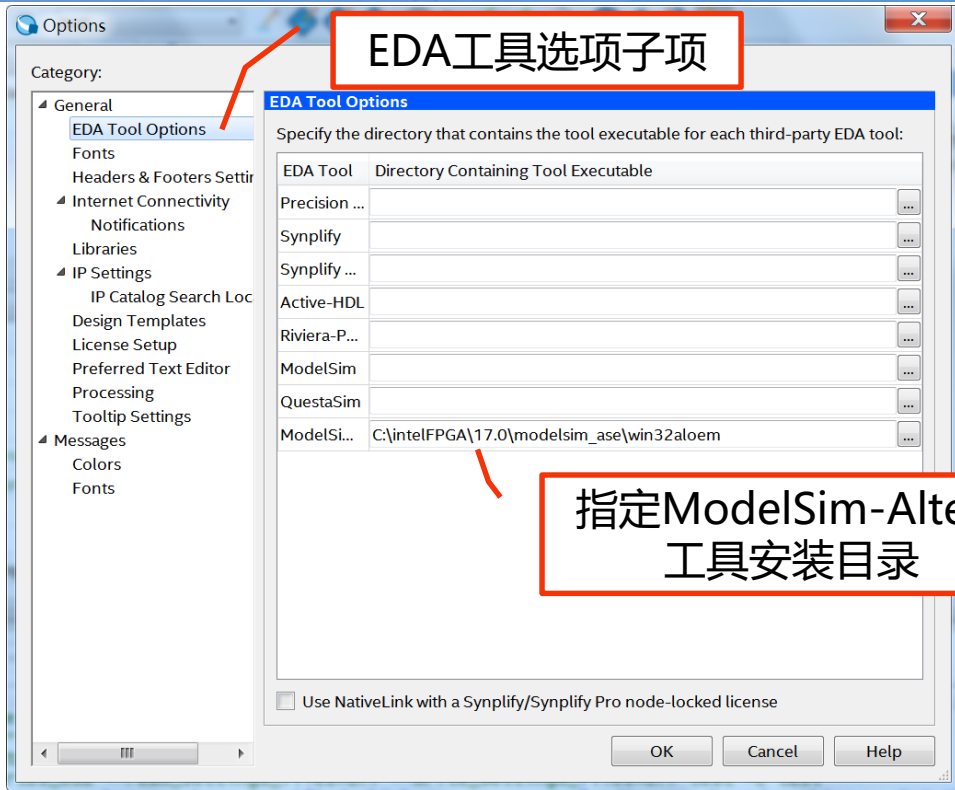 Options
EDA工具选项子项
Category:
General
EDA Tool Options
Fonts
Headers & Footers Settir
Internet Connectivity
Notifications
Libraries
IP Settings
IP Catalog Search Loc
Design Templates
License Setup
Preferred Text Editor
Processing
Tooltip Settings
Messages
Colors
Fonts
EDA Tool Options
Specify the directory that contains the tool executable for each third-party EDA tool:
EDA Tool Directory Containing Tool Executable
Precision ... ...
Synplify ...
Synplify ... ...
Active-HDL ...
Riviera-P... ...
ModelSim ...
QuestaSim ...
ModelSi... C:\intelFPGA\17.0\modelsim_ase\win32aloem ...
指定ModelSim-Alte
工具安装目录
Use NativeLink with a Synplify/Synplify Pro node-locked license
OK Cancel Help